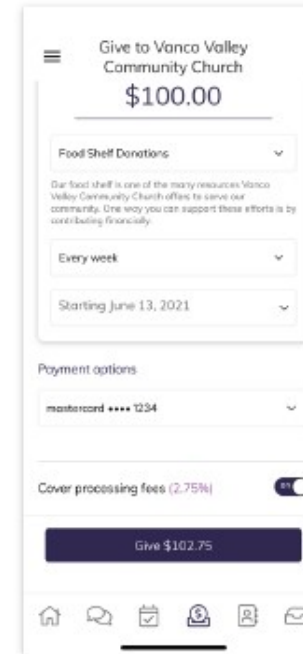 Give to Vanco Valley
Community Church
$100.00
Food Shelf Donations
Our food shelf is one of the many resources Vanco
Valley Community Church offers to serve our
community. One way you can support these efforts is by
contributing financially.
Every week
Starting June 13, 2021
Payment options
mastercard •••• 1234
Cover processing fees (2.75%)
Give $102.75